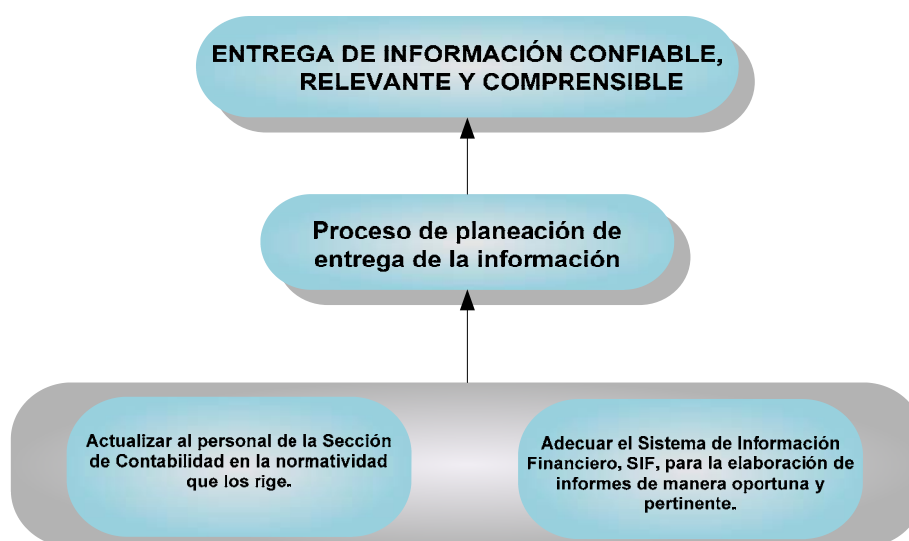 ENTREGA DE INFORMACIÓN CONFIABLE,
RELEVANTE Y COMPRENSIBLE
Proceso de planeación de
entrega de la información
Actualizar al personal de la Sección
de Contabilidad en la normatividad
que los rige.
Adecuar el Sistema de Información
Financiero, SIF, para la elaboración de
informes de manera oportuna y
pertinente.